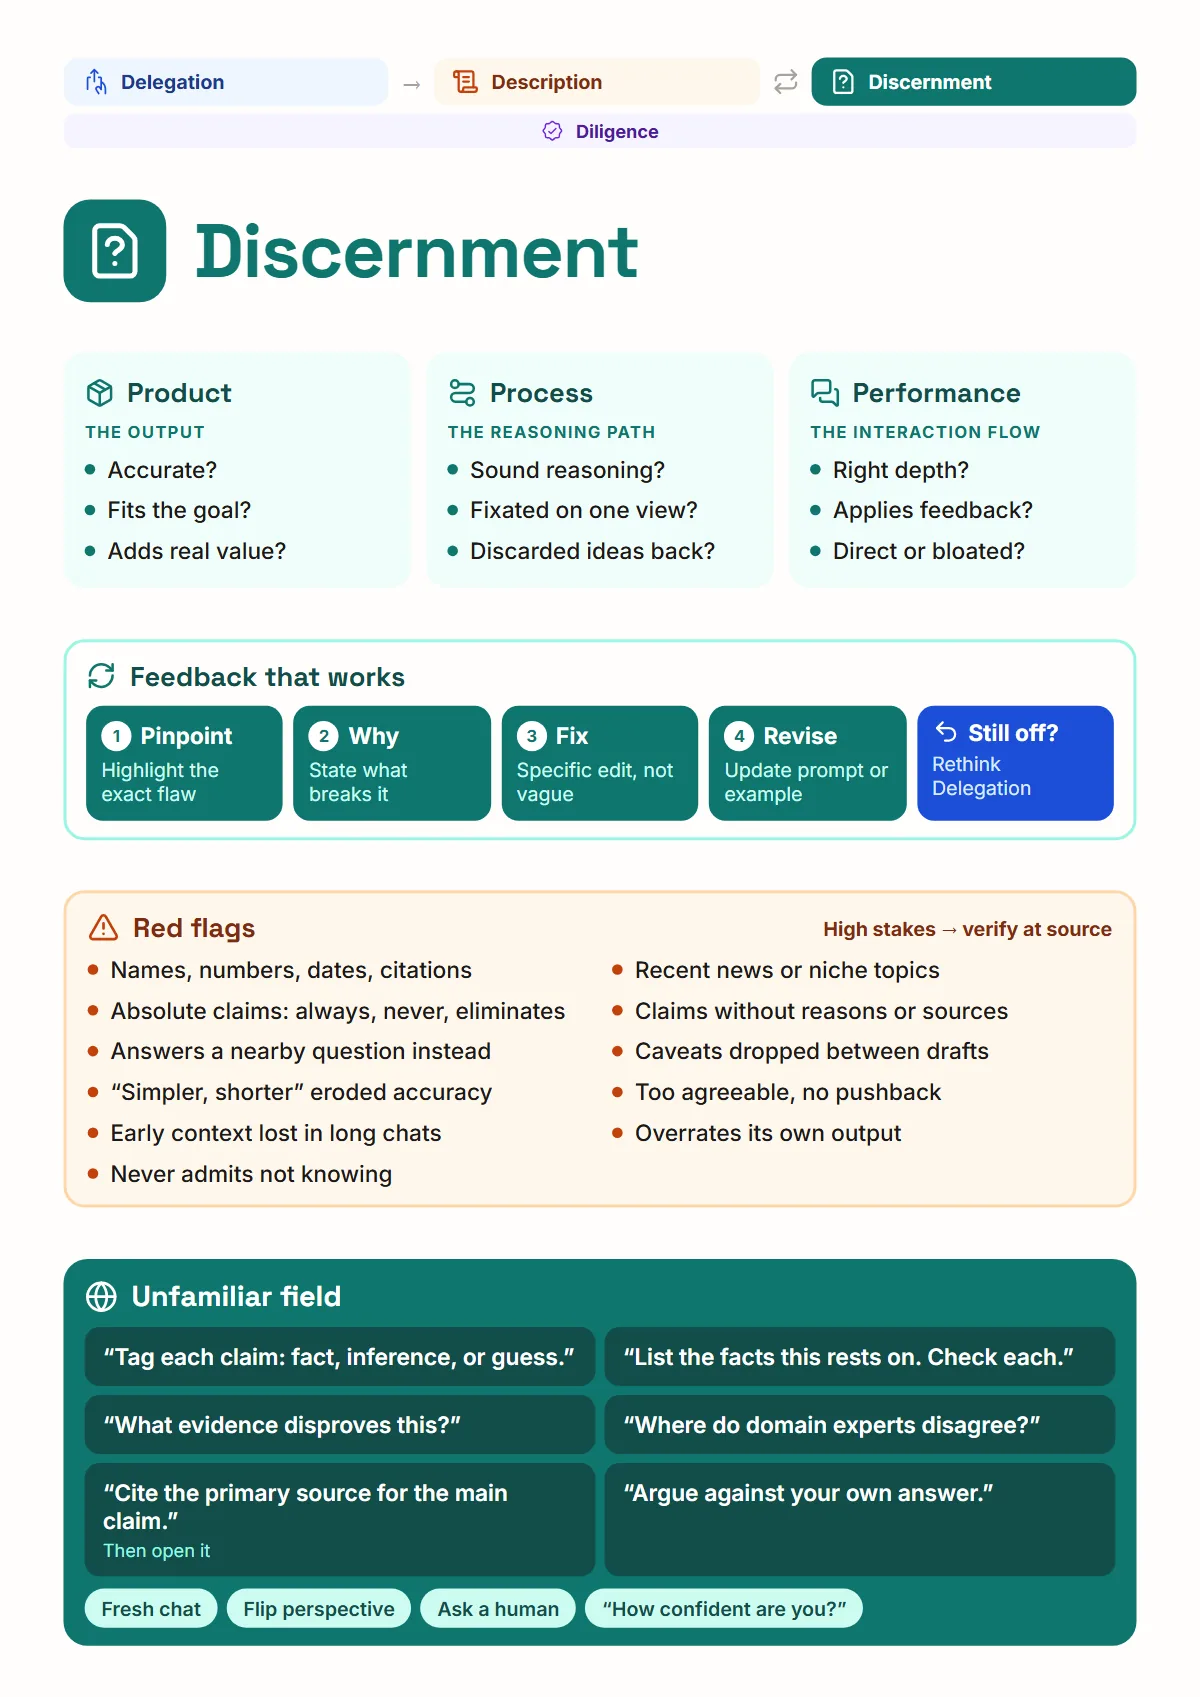 Delegation
→
Description
Discernment
Diligence
Discernment
Product
THE OUTPUT
Accurate?
Fits the goal?
Adds real value?
Process
THE REASONING PATH
Sound reasoning?
Fixated on one view?
Discarded ideas back?
Performance
THE INTERACTION FLOW
Right depth?
Applies feedback?
Direct or bloated?
Feedback that works
1 Pinpoint
Highlight the
exact flaw
2 Why
State what
breaks it
3 Fix
Specific edit, not
vague
4 Revise
Update prompt or
example
Still off?
Rethink
Delegation
Red flags
High stakes → verify at source
Names, numbers, dates, citations
Absolute claims: always, never, eliminates
Answers a nearby question instead
“Simpler, shorter” eroded accuracy
Early context lost in long chats
Never admits not knowing
Recent news or niche topics
Claims without reasons or sources
Caveats dropped between drafts
Too agreeable, no pushback
Overrates its own output
Unfamiliar field
“Tag each claim: fact, inference, or guess.”
“List the facts this rests on. Check each.”
“What evidence disproves this?”
“Where do domain experts disagree?”
“Cite the primary source for the main
claim.”
Then open it
“Argue against your own answer.”
Fresh chat
Flip perspective
Ask a human
“How confident are you?”